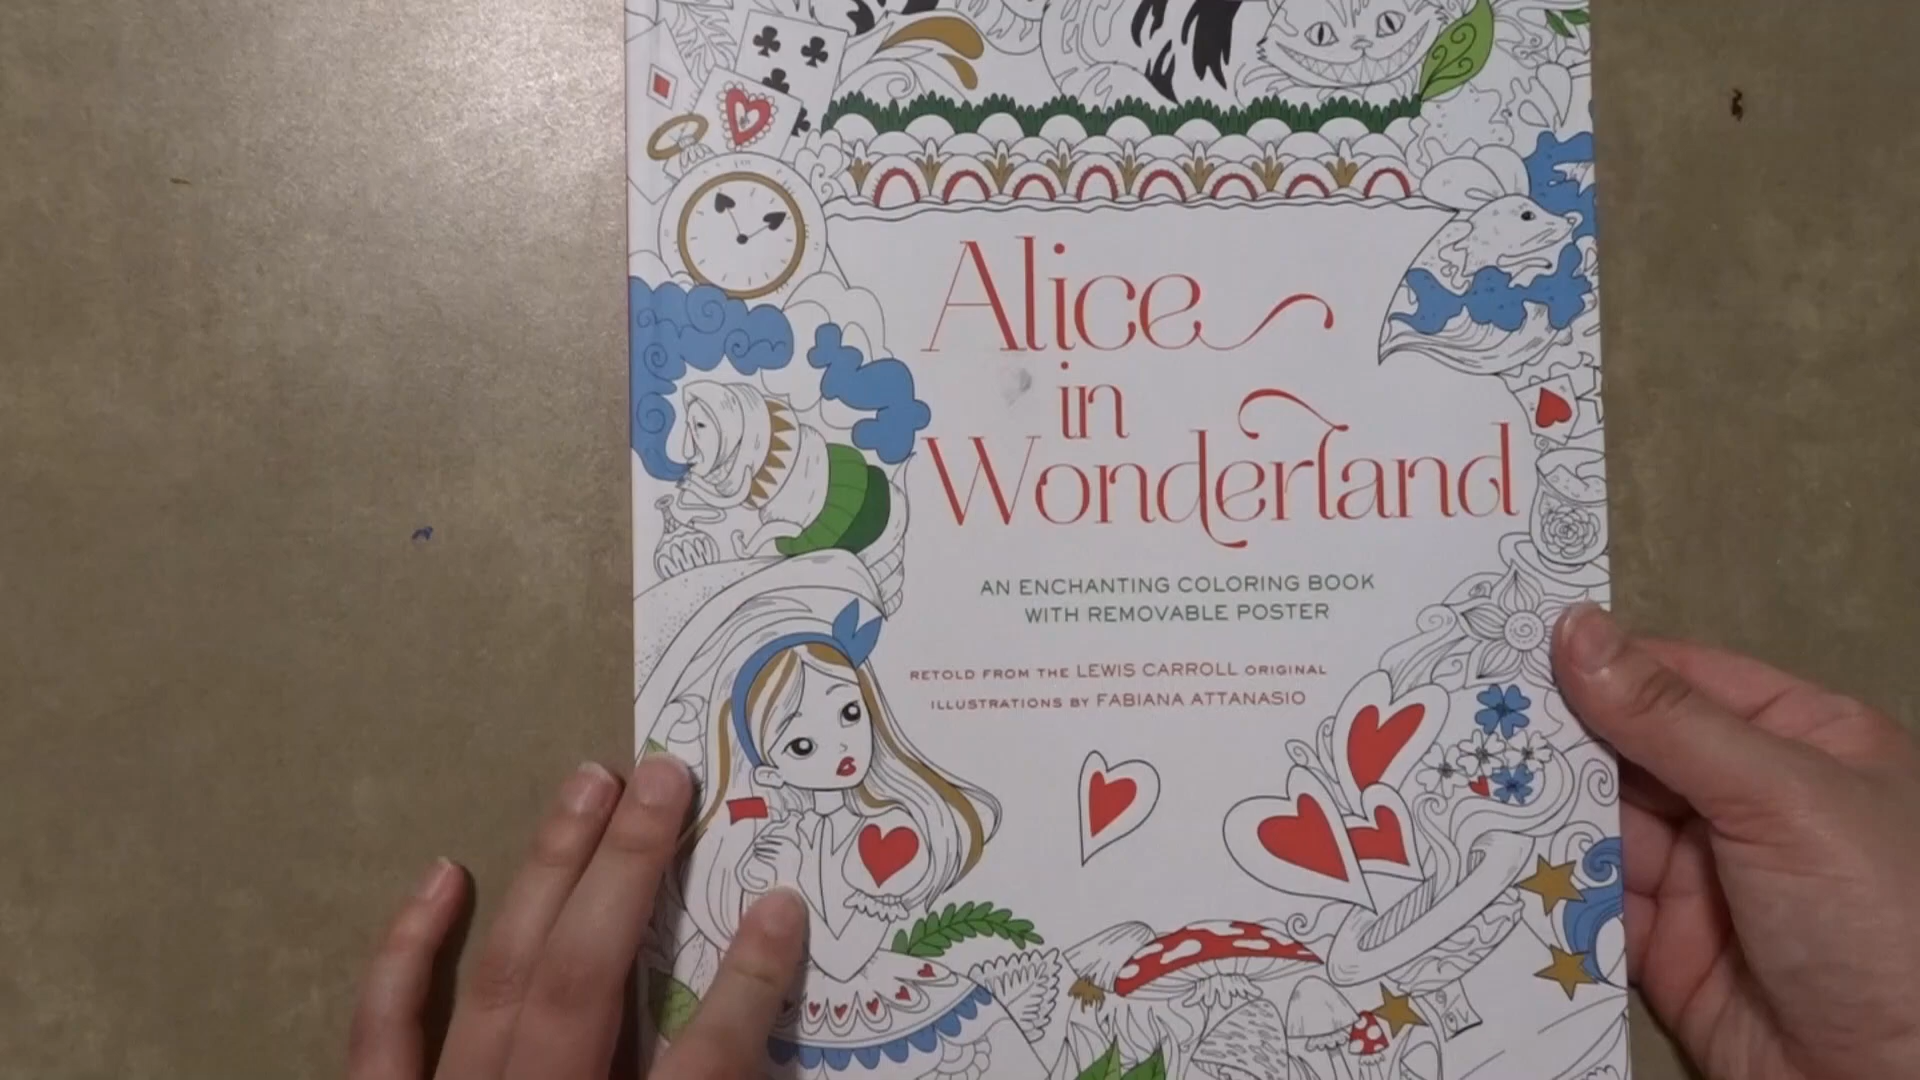 Alice
in
Wonderland
AN ENCHANTING COLORING BOOK
WITH REMOVABLE POSTER
RETOLD FROM THE LEWIS CARROLL ORIGINAL
ILLUSTRATIONS BY FABIANA ATTANASIO